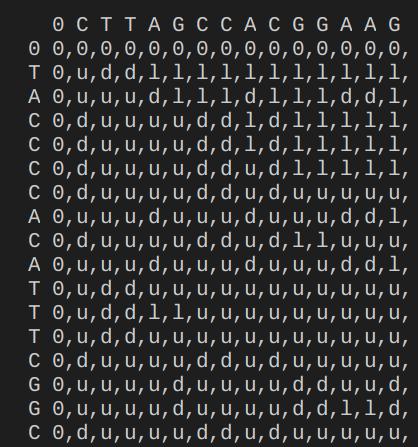 0 C T T A G C C A C G G A A G
0 0,0,0,0,0,0,0,0,0,0,0,0,0,0,0,
T 0,u,d,d,l,l,l,l,l,l,l,l,l,l,l,
A 0,u,u,u,d,l,l,l,d,l,l,l,d,d,l,
C 0,d,u,u,u,u,d,d,l,d,l,l,l,l,l,
C 0,d,u,u,u,u,d,d,l,d,l,l,l,l,l,
C 0,d,u,u,u,u,d,d,u,d,l,l,l,l,l,
C 0,d,u,u,u,u,d,d,u,d,u,u,u,u,u,
A 0,u,u,u,d,u,u,u,d,u,u,u,d,d,l,
C 0,d,u,u,u,u,d,d,u,d,l,l,u,u,u,
A 0,u,u,u,d,u,u,u,d,u,u,u,d,d,l,
T 0,u,d,d,u,u,u,u,u,u,u,u,u,u,u,
T 0,u,d,d,l,l,u,u,u,u,u,u,u,u,u,
T 0,u,d,d,u,u,u,u,u,u,u,u,u,u,u,
C 0,d,u,u,u,u,d,d,u,d,u,u,u,u,u,
G 0,u,u,u,u,d,u,u,u,u,d,d,u,u,d,
G 0,u,u,u,u,d,u,u,u,u,d,d,l,l,d,
C 0,d,u,u,u,u,d,d,u,d,u,u,u,u,u,